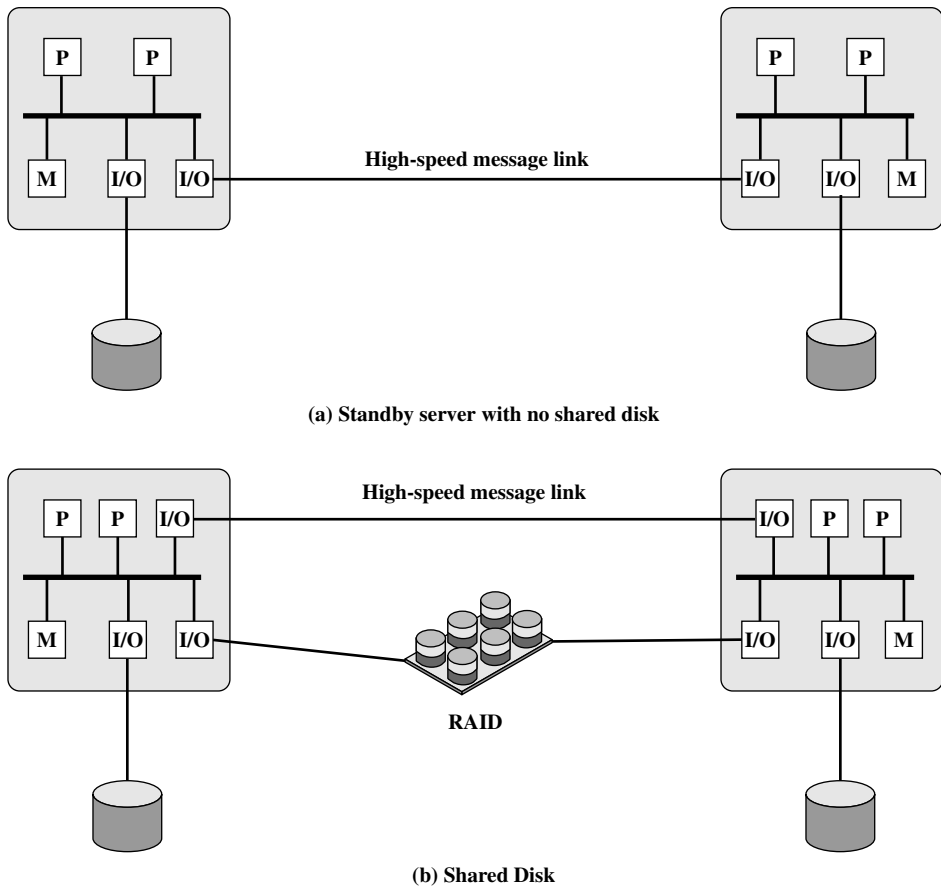 P P P P
High-speed message link
M I/O I/O I/O I/O M
(a) Standby server with no shared disk
High-speed message link
P P I/O I/O P P
M I/O I/O I/O I/O M
RAID
(b) Shared Disk